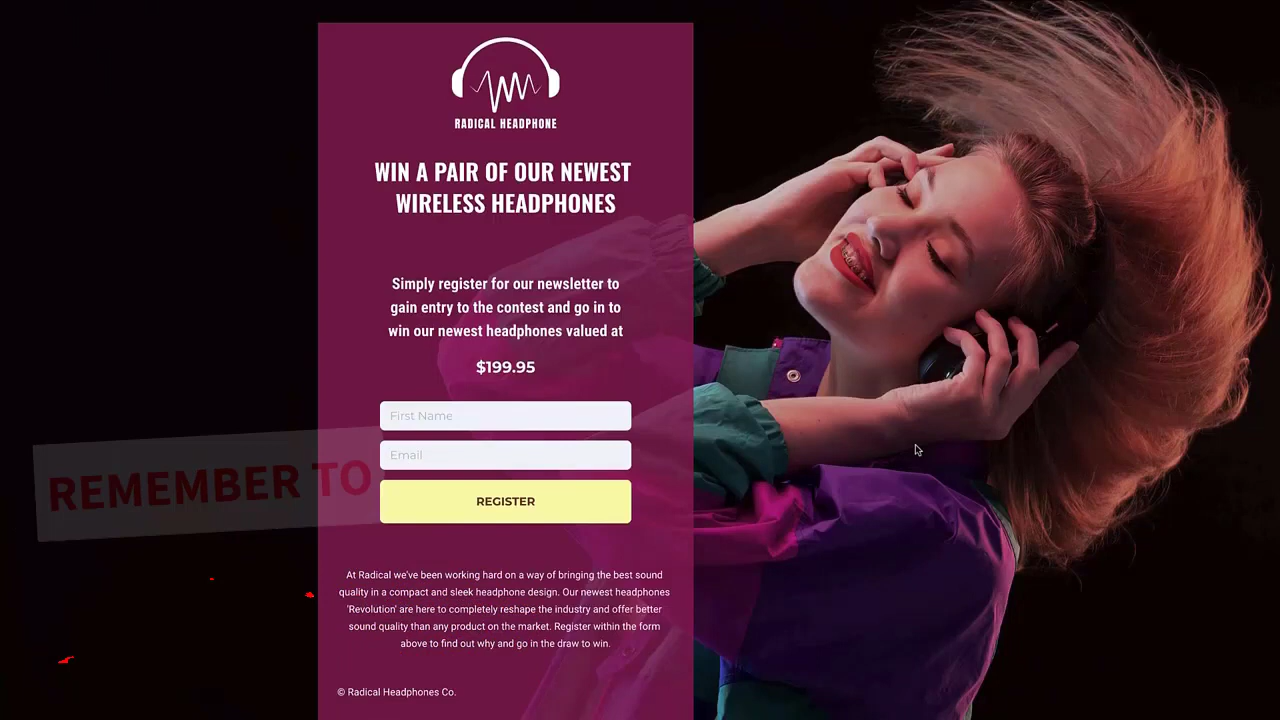 RADICAL HEADPHONE
WIN A PAIR OF OUR NEWEST
WIRELESS HEADPHONES
Simply register for our newsletter to
gain entry to the contest and go in to
win our newest headphones valued at
$199.95
First Name
Email
REMEMBER TO
REGISTER
At Radical we've been working hard on a way of bringing the best sound
quality in a compact and sleek headphone design. Our newest headphones
'Revolution' are here to completely reshape the industry and offer better
sound quality than any product on the market. Register within the form
above to find out why and go in the draw to win.
© Radical Headphones Co.